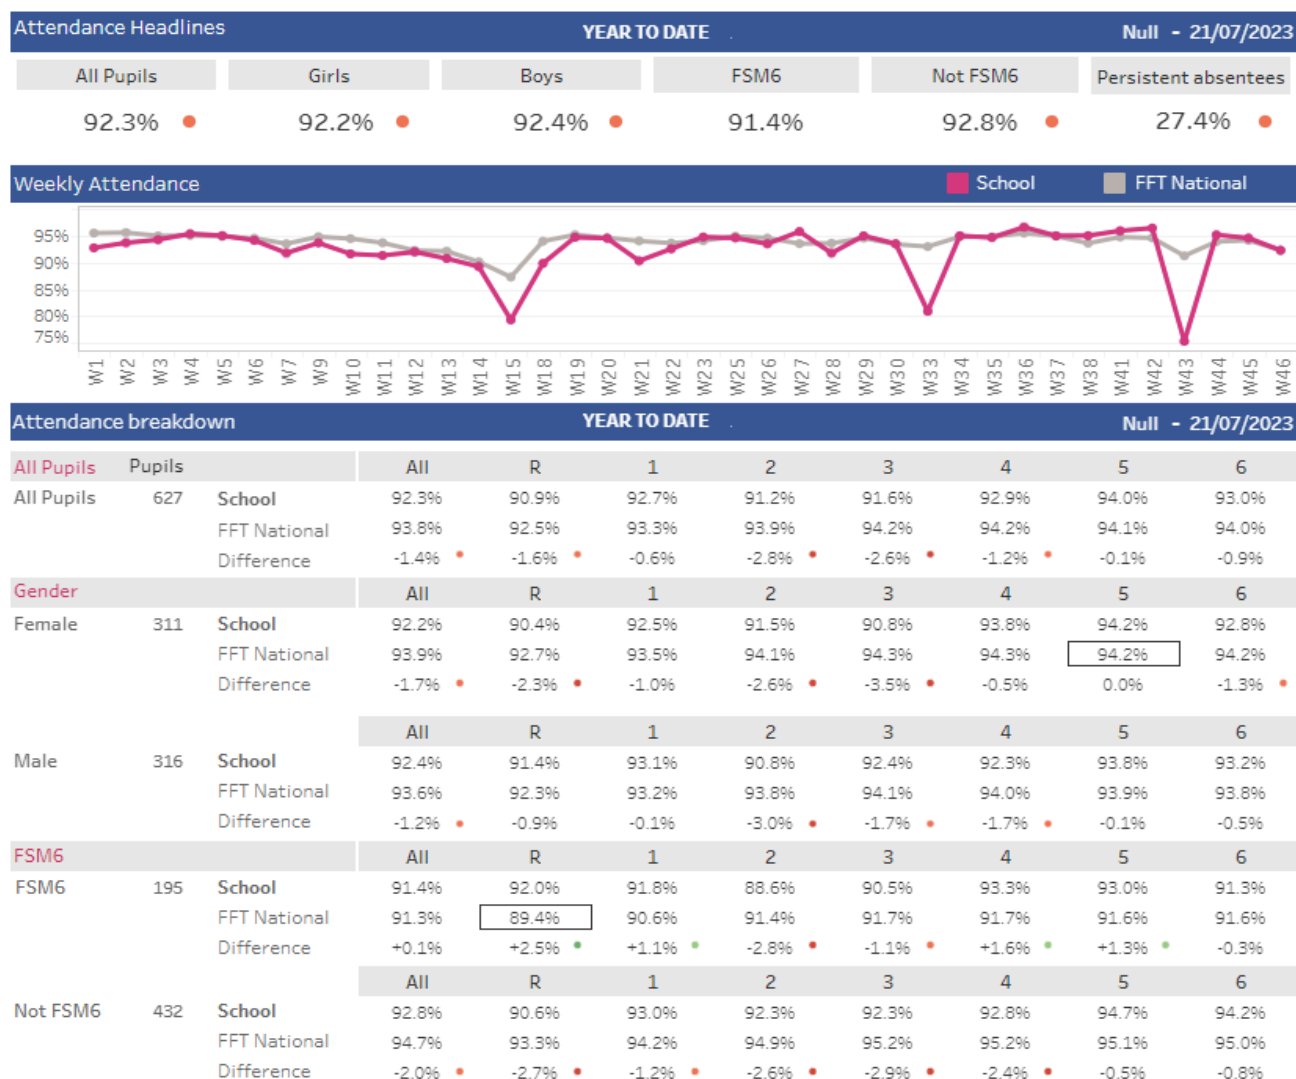 Attendance Headlines YEAR TO DATE . Null - 21/07/2023
All Pupils Girls Boys FSM6 Not FSM6 Persistent absentees
92.3% 92.2% 92.4% 91.4% 92.8% 27.4%
Weekly Attendance School FFT National
95%
90%
85%
80%
75%
W1 W2 W3 W4 W5 W6 W7 W9 W10 W11 W12 W13 W14 W15 W18 W19 W20 W21 W22 W23 W25 W26 W27 W28 W29 W30 W33 W34 W35 W36 W37 W38 W41 W42 W43 W44 W45 W46
Attendance breakdown YEAR TO DATE . Null - 21/07/2023
All Pupils Pupils All R 1 2 3 4 5 6
All Pupils 627 School 92.3% 90.9% 92.7% 91.2% 91.6% 92.9% 94.0% 93.0%
FFT National 93.8% 92.5% 93.3% 93.9% 94.2% 94.2% 94.1% 94.0%
Difference -1.4% -1.6% -0.6% -2.8% -2.6% -1.2% -0.1% -0.9%
Gender All R 1 2 3 4 5 6
Female 311 School 92.2% 90.4% 92.5% 91.5% 90.8% 93.8% 94.2% 92.8%
FFT National 93.9% 92.7% 93.5% 94.1% 94.3% 94.3% 94.2% 94.2%
Difference -1.7% -2.3% -1.0% -2.6% -3.5% -0.5% 0.0% -1.3%
All R 1 2 3 4 5 6
Male 316 School 92.4% 91.4% 93.1% 90.8% 92.4% 92.3% 93.8% 93.2%
FFT National 93.6% 92.3% 93.2% 93.8% 94.1% 94.0% 93.9% 93.8%
Difference -1.2% -0.9% -0.1% -3.0% -1.7% -1.7% -0.1% -0.5%
FSM6 All R 1 2 3 4 5 6
FSM6 195 School 91.4% 92.0% 91.8% 88.6% 90.5% 93.3% 93.0% 91.3%
FFT National 91.3% 89.4% 90.6% 91.4% 91.7% 91.7% 91.6% 91.6%
Difference +0.1% +2.5% +1.1% -2.8% -1.1% +1.6% +1.3% -0.3%
All R 1 2 3 4 5 6
Not FSM6 432 School 92.8% 90.6% 93.0% 92.3% 92.3% 92.8% 94.7% 94.2%
FFT National 94.7% 93.3% 94.2% 94.9% 95.2% 95.2% 95.1% 95.0%
Difference -2.0% -2.7% -1.2% -2.6% -2.9% -2.4% -0.5% -0.8%